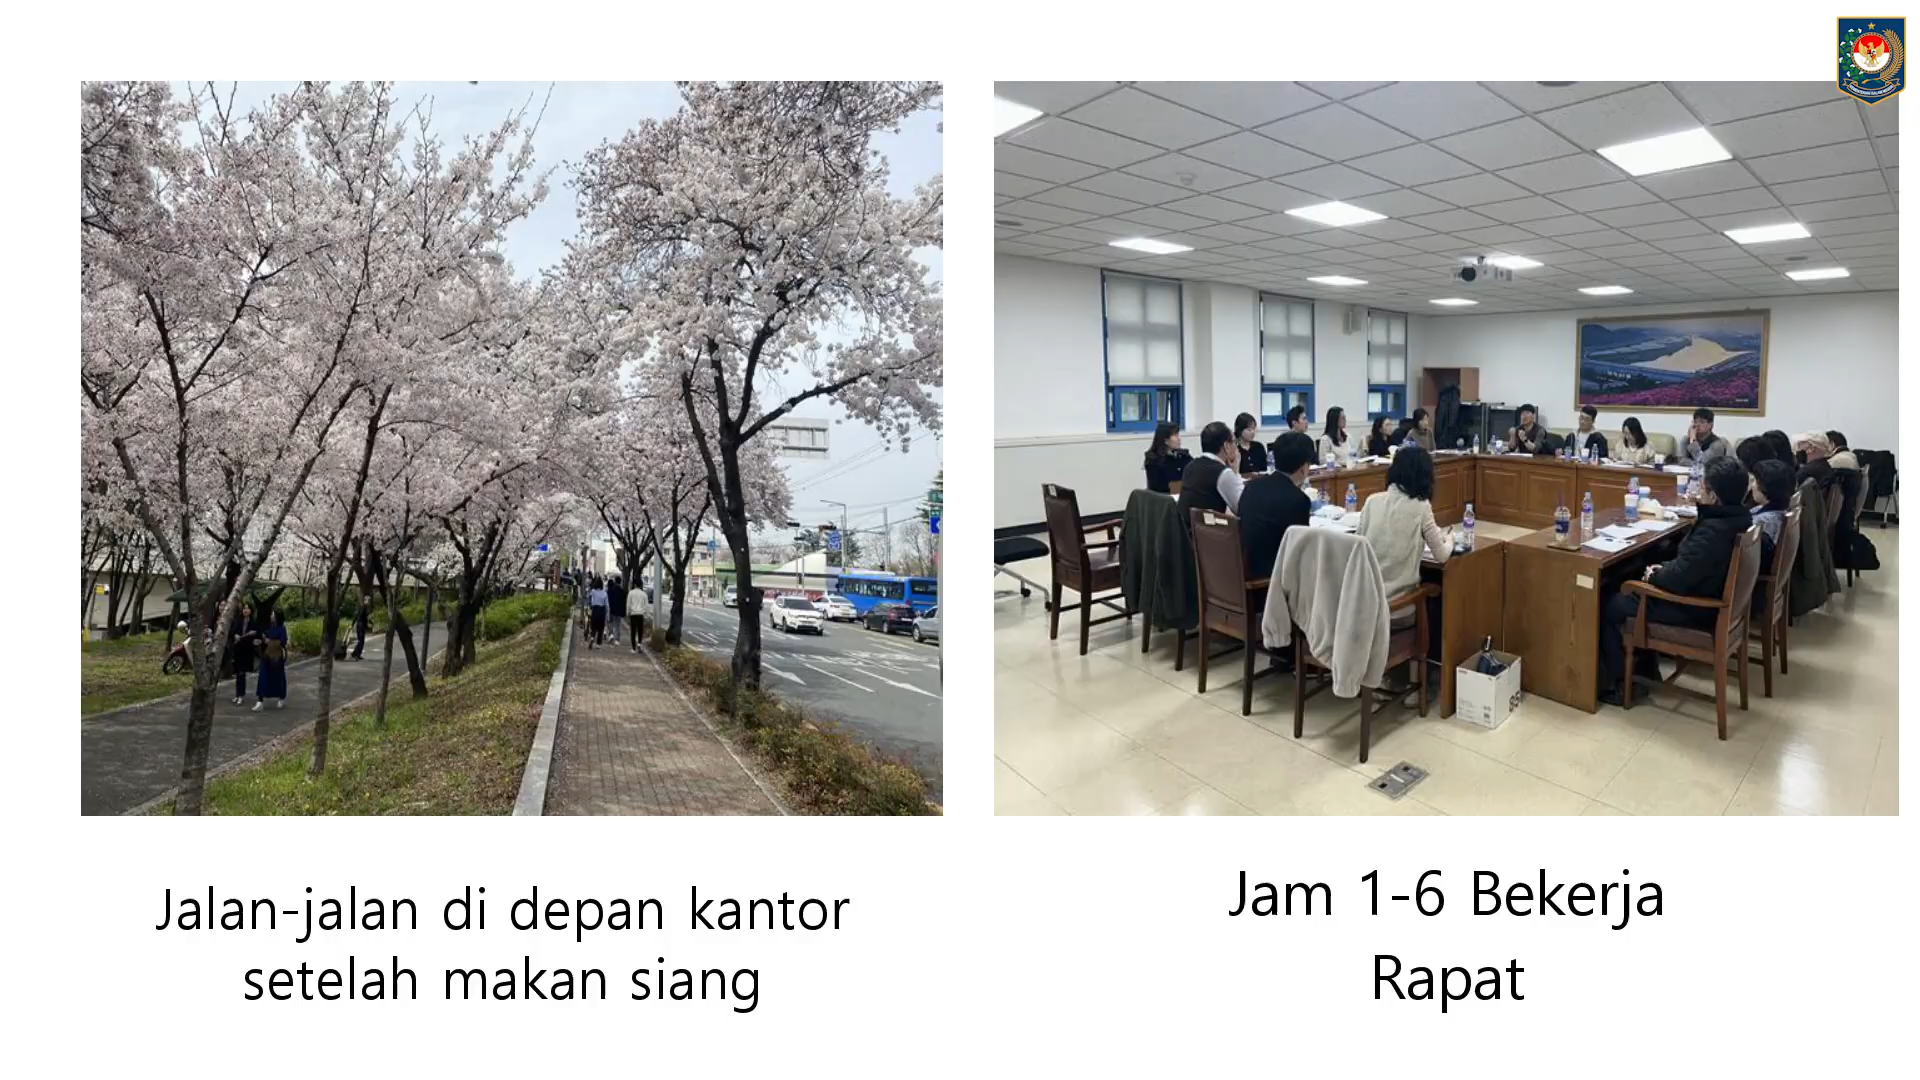 Jalan-jalan di depan kantor
setelah makan siang
Jam 1-6 Bekerja
Rapat